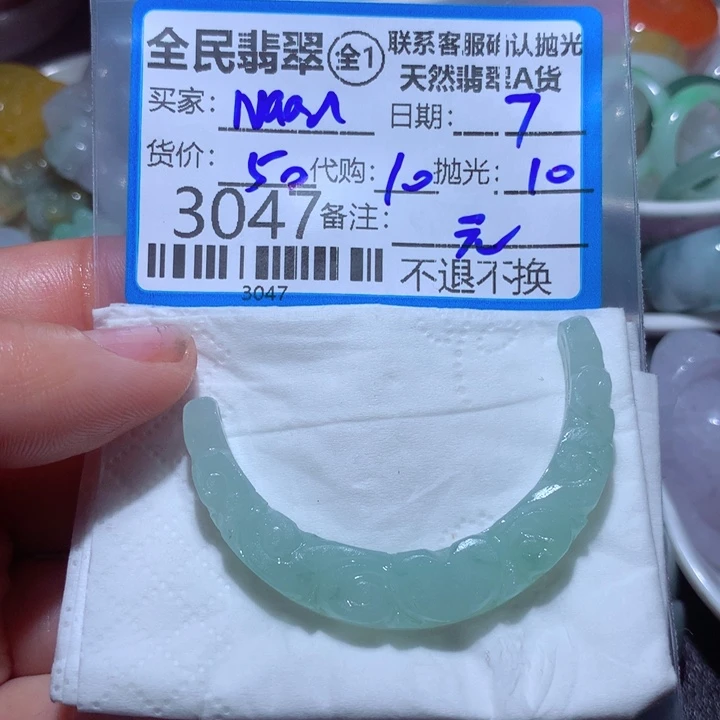 全民翡翠 全1 联系客服确认抛光
天然翡翠A货
买家: Naan 日期: 7
货价: 50 代购: 10 抛光: 10
3047 备注: 元
3047 不退不换